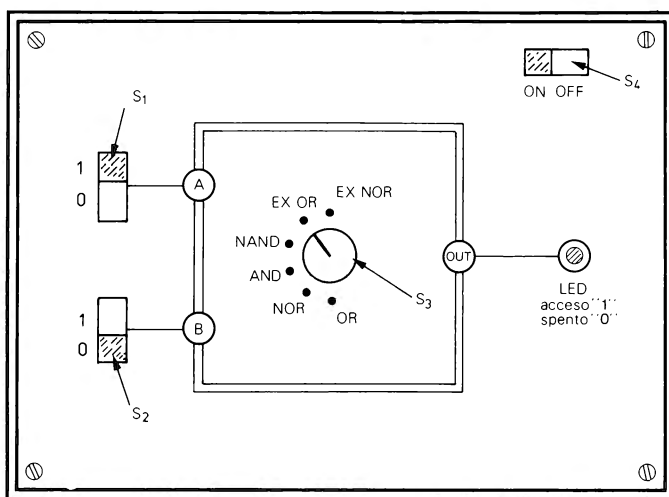 S₁
S₄
ON OFF
1
0
A
EX OR
EX NOR
NAND
AND
NOR
OR
S₃
OUT
LED
acceso "1"
spento "0"
1
0
B
S₂